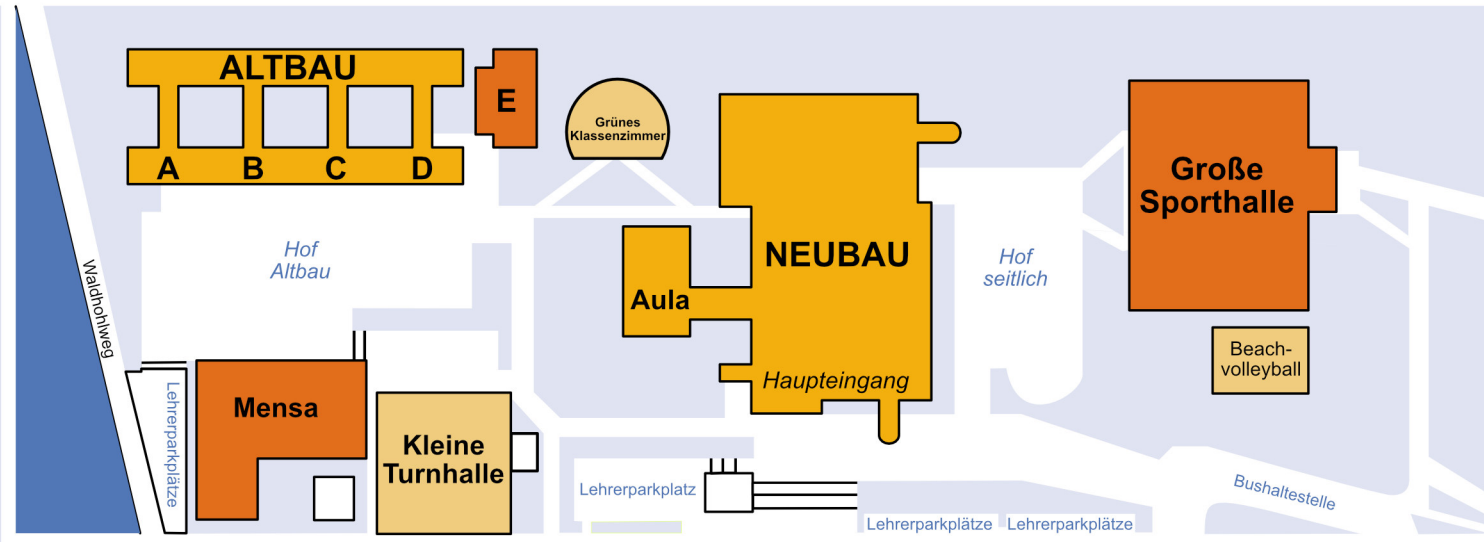 ALTBAU
E
A B C D
Grünes
Klassenzimmer
Große
Sporthalle
Hof
Altbau
NEUBAU
Hof
seitlich
Aula
Waldhohlweg
Beach-
volleyball
Haupteingang
Lehrerparkplätze
Mensa
Kleine
Turnhalle
Lehrerparkplatz
Bushaltestelle
Lehrerparkplätze Lehrerparkplätze